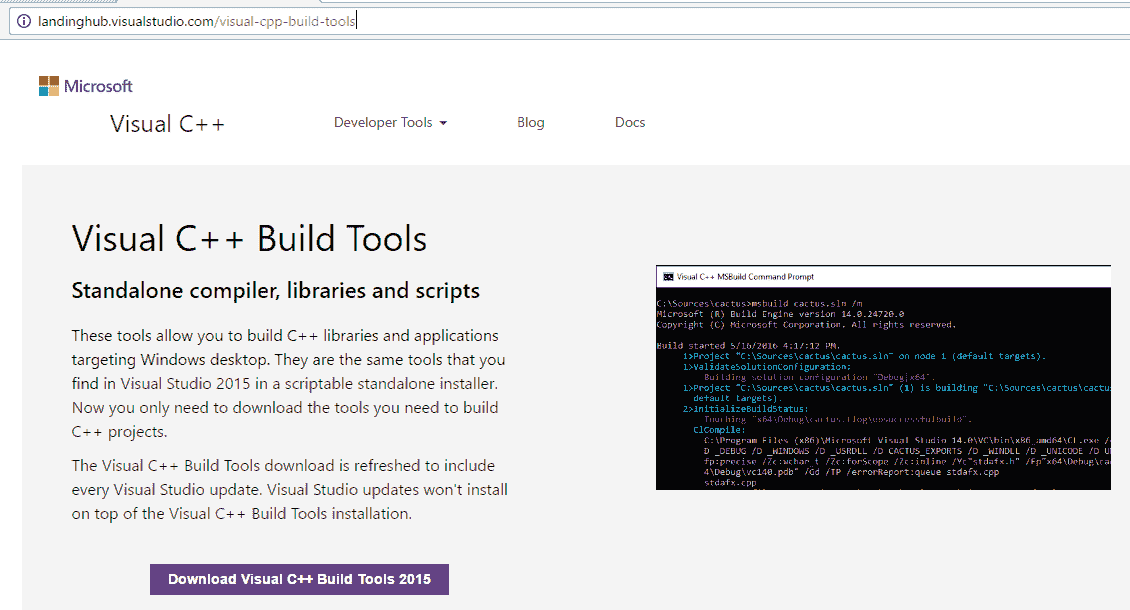 landinghub.visualstudio.com/visual-cpp-build-tools
Microsoft
Visual C++
Developer Tools
Blog
Docs
Visual C++ Build Tools
Standalone compiler, libraries and scripts
These tools allow you to build C++ libraries and applications
targeting Windows desktop. They are the same tools that you
find in Visual Studio 2015 in a scriptable standalone installer.
Now you only need to download the tools you need to build
C++ projects.
The Visual C++ Build Tools download is refreshed to include
every Visual Studio update. Visual Studio updates won't install
on top of the Visual C++ Build Tools installation.
Download Visual C++ Build Tools 2015
Visual C++ MSBuild Command Prompt
C:\Sources\cactus>msbuild cactus.sln /m
Microsoft (R) Build Engine version 14.0.24720.0
Copyright (C) Microsoft Corporation. All rights reserved.
Build started 5/16/2016 4:17:12 PM.
1>Project "C:\Sources\cactus\cactus.sln" on node 1 (default targets).
1>ValidateSolutionConfiguration:
Building solution configuration "Debug|x64".
1>Project "C:\Sources\cactus\cactus.sln" (1) is building "C:\Sources\cactus\cactus
default targets).
2>InitializeBuildStatus:
Touching "x64\Debug\cactus.tlog\unsuccessfulbuild".
ClCompile:
C:\Program Files (x86)\Microsoft Visual Studio 14.0\VC\bin\x86_amd64\CL.exe /
D _DEBUG /D _WINDOWS /D _USRDLL /D CACTUS_EXPORTS /D _WINDLL /D _UNICODE /D UN
fp:precise /Zc:wchar_t /Zc:forScope /Zc:inline /Yc"stdafx.h" /Fp"x64\Debug\cac
4\Debug\vc140.pdb" /Gd /TP /errorReport:queue stdafx.cpp
stdafx.cpp